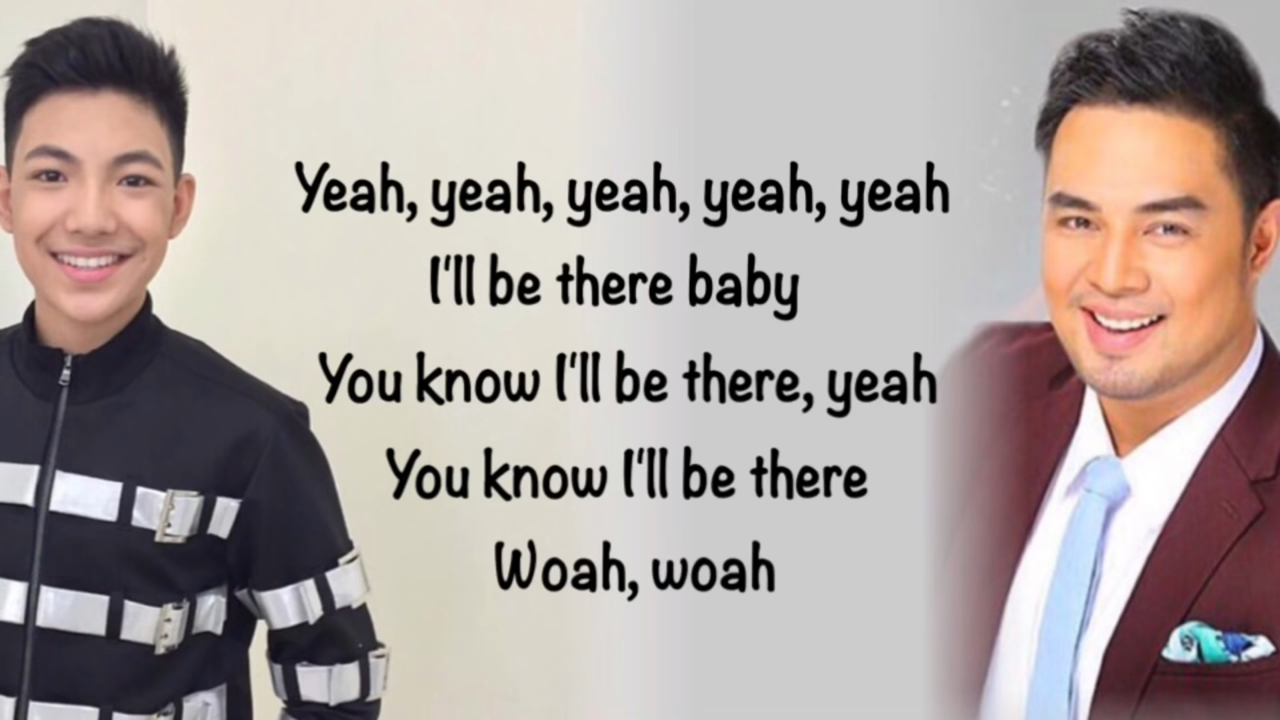 Yeah, yeah, yeah, yeah, yeah
I'll be there baby
You know I'll be there, yeah
You know I'll be there
Woah, woah